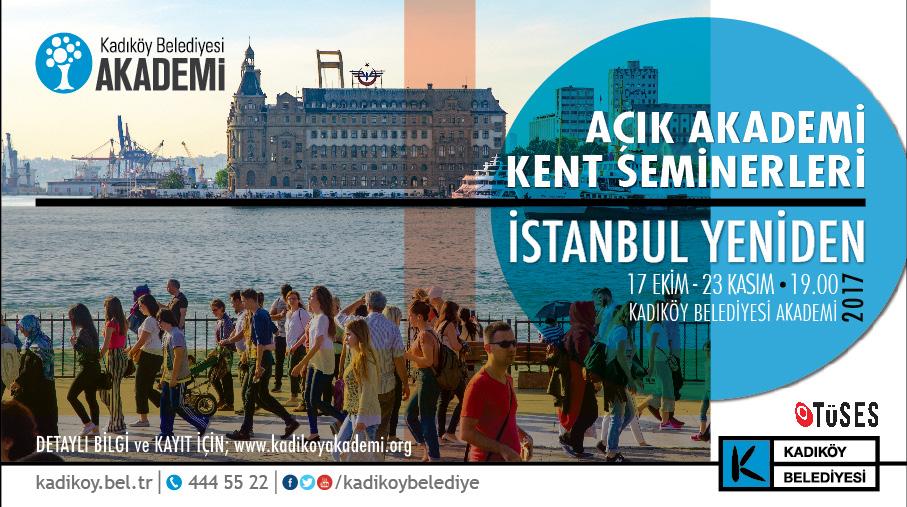 Kadıköy Belediyesi
AKADEMİ
AÇIK AKADEMİ
KENT SEMİNERLERİ
İSTANBUL YENİDEN
17 EKİM - 23 KASIM • 19.00
KADIKÖY BELEDİYESİ AKADEMİ
2017
TÜSES
DETAYLI BİLGİ ve KAYIT İÇİN; www.kadikoyakademi.org
K KADIKÖY
BELEDİYESİ
kadikoy.bel.tr | 444 55 22 | /kadikoybelediye